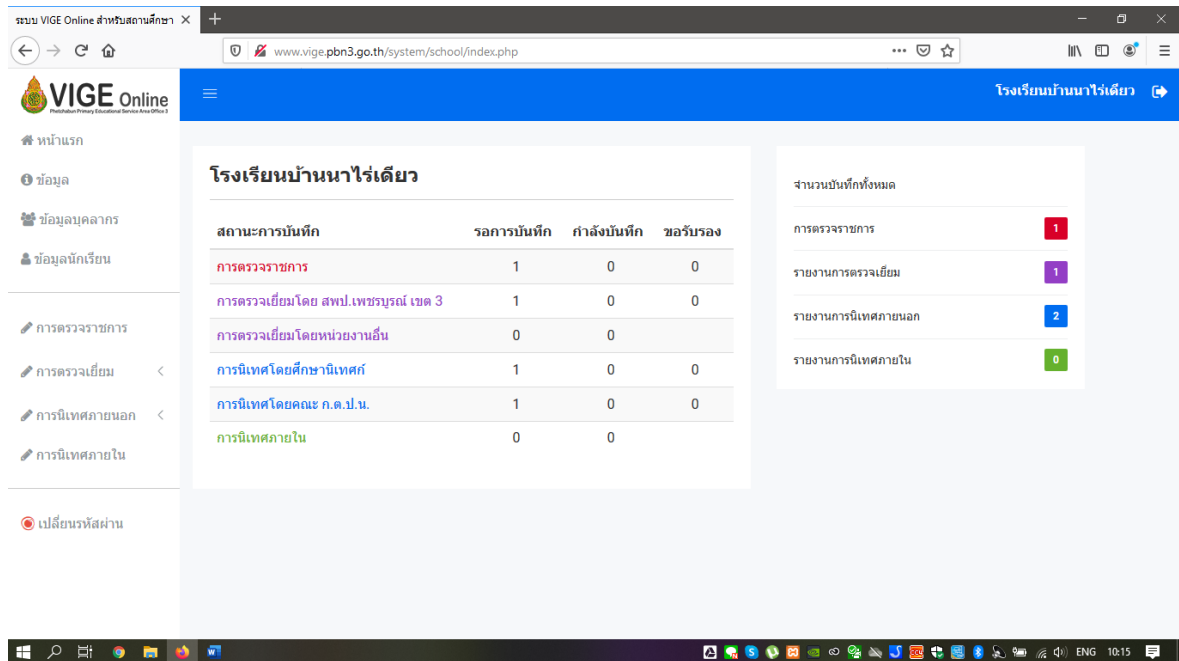 ระบบ VIGE Online สำหรับสถานศึกษา
www.vige.pbn3.go.th/system/school/index.php
VIGE Online
Phetchabun Primary Educational Service Area Office 3
โรงเรียนบ้านนาไร่เดียว
หน้าแรก
ข้อมูล
ข้อมูลบุคลากร
ข้อมูลนักเรียน
การตรวจราชการ
การตรวจเยี่ยม
การนิเทศภายนอก
การนิเทศภายใน
เปลี่ยนรหัสผ่าน
โรงเรียนบ้านนาไร่เดียว
สถานะการบันทึก รอการบันทึก กำลังบันทึก ขอรับรอง
การตรวจราชการ 1 0 0
การตรวจเยี่ยมโดย สพป.เพชรบูรณ์ เขต 3 1 0 0
การตรวจเยี่ยมโดยหน่วยงานอื่น 0 0
การนิเทศโดยศึกษานิเทศก์ 1 0 0
การนิเทศโดยคณะ ก.ต.ป.น. 1 0 0
การนิเทศภายใน 0 0
จำนวนบันทึกทั้งหมด
การตรวจราชการ 1
รายงานการตรวจเยี่ยม 1
รายงานการนิเทศภายนอก 2
รายงานการนิเทศภายใน 0
ENG 10:15